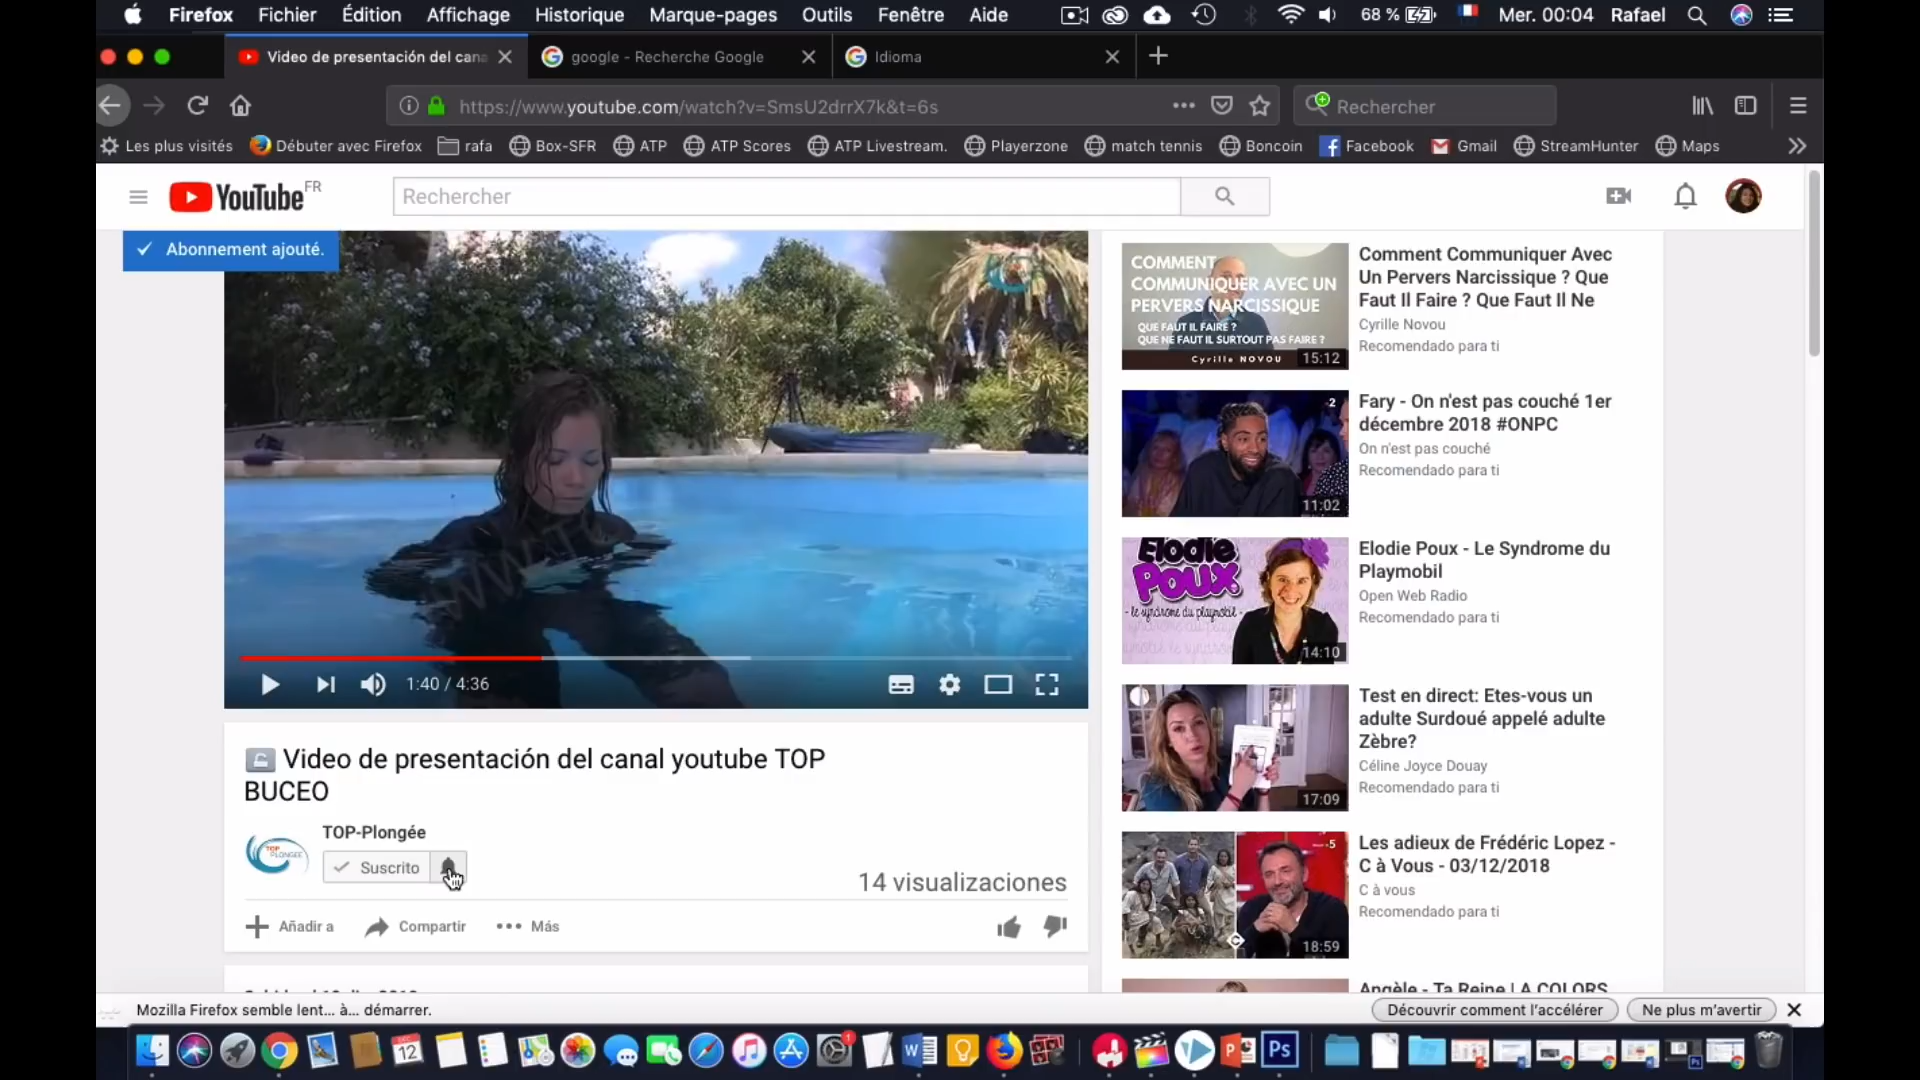 Firefox Fichier Édition Affichage Historique Marque-pages Outils Fenêtre Aide 68 % Mer. 00:04 Rafael
Video de presentación del cana
google - Recherche Google
Idioma
https://www.youtube.com/watch?v=SmsU2drrX7k&t=6s
Rechercher
Les plus visités Débuter avec Firefox rafa Box-SFR ATP ATP Scores ATP Livestream. Playerzone match tennis Boncoin Facebook Gmail StreamHunter Maps
YouTube FR
Rechercher
Abonnement ajouté.
1:40 / 4:36
Video de presentación del canal youtube TOP
BUCEO
TOP-Plongée
TOP
PLONGEE
Suscrito
14 visualizaciones
Añadir a Compartir Más
COMMENT
COMMUNIQUER AVEC UN
PERVERS NARCISSIQUE
QUE FAUT IL FAIRE ?
QUE NE FAUT IL SURTOUT PAS FAIRE ?
Cyrille NOVOU
15:12
Comment Communiquer Avec
Un Pervers Narcissique ? Que
Faut Il Faire ? Que Faut Il Ne
Cyrille Novou
Recomendado para ti
11:02
Fary - On n'est pas couché 1er
décembre 2018 #ONPC
On n'est pas couché
Recomendado para ti
Elodie
Poux
- le syndrome du playmobil -
14:10
Elodie Poux - Le Syndrome du
Playmobil
Open Web Radio
Recomendado para ti
17:09
Test en direct: Etes-vous un
adulte Surdoué appelé adulte
Zèbre?
Céline Joyce Douay
Recomendado para ti
18:59
Les adieux de Frédéric Lopez -
C à Vous - 03/12/2018
C à vous
Recomendado para ti
Angèle - Ta Reine | A COLORS
Mozilla Firefox semble lent... à... démarrer.
Découvrir comment l'accélérer
Ne plus m'avertir
12
1
W
P
Ps